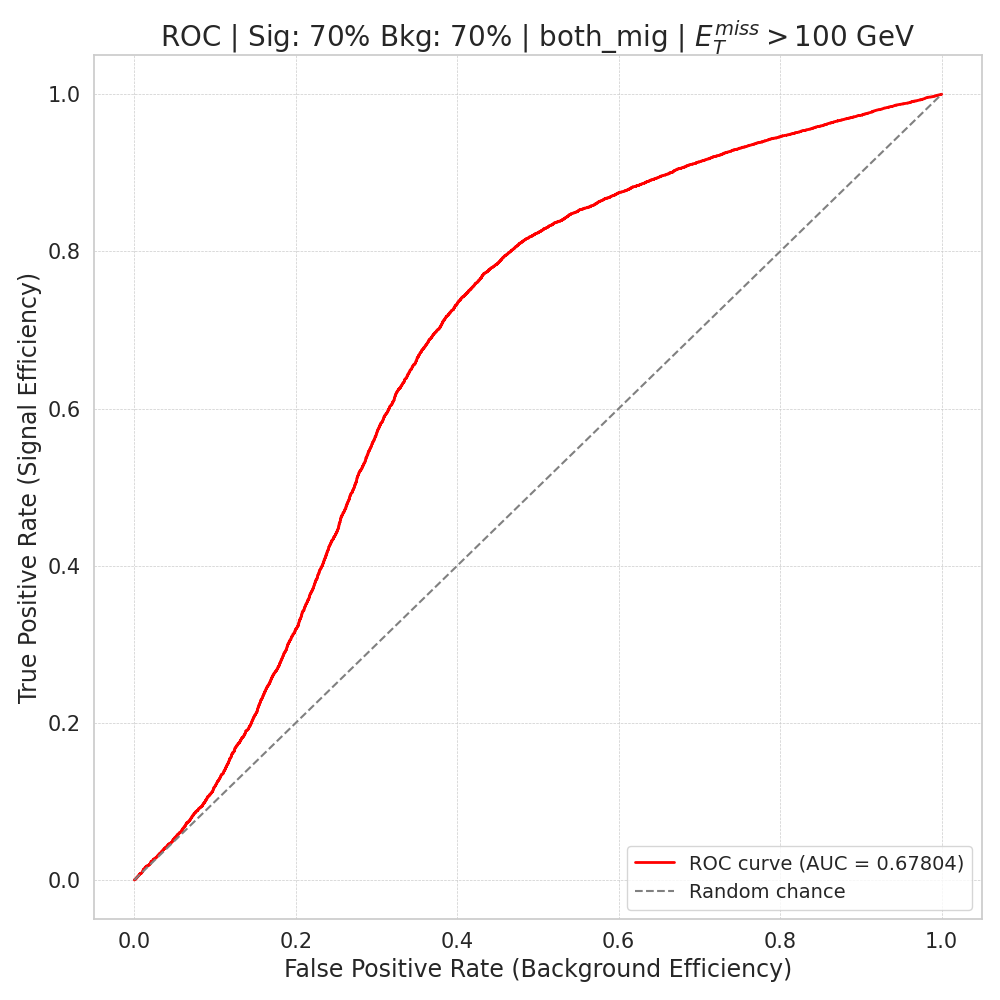 ROC | Sig: 70% Bkg: 70% | both_mig | $E_T^{miss} > 100$ GeV
True Positive Rate (Signal Efficiency)
1.0
0.8
0.6
0.4
0.2
0.0
ROC curve (AUC = 0.67804)
Random chance
0.0 0.2 0.4 0.6 0.8 1.0
False Positive Rate (Background Efficiency)